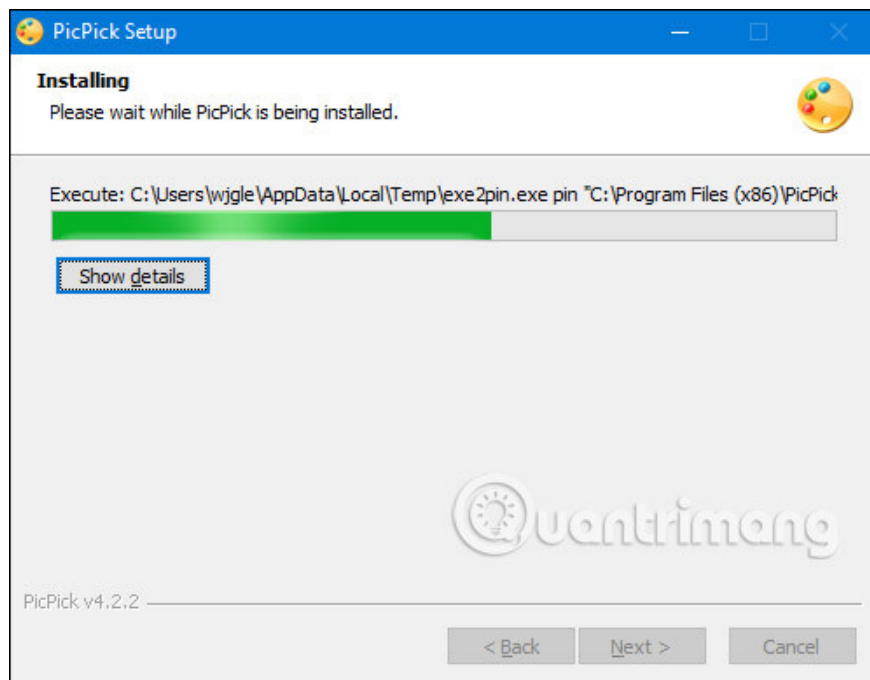 PicPick Setup
Installing
Please wait while PicPick is being installed.
Execute: C:\Users\wjgle\AppData\Local\Temp\exe2pin.exe pin "C:\Program Files (x86)\PicPick
Show details
Quantrimang
PicPick v4.2.2
< Back Next > Cancel